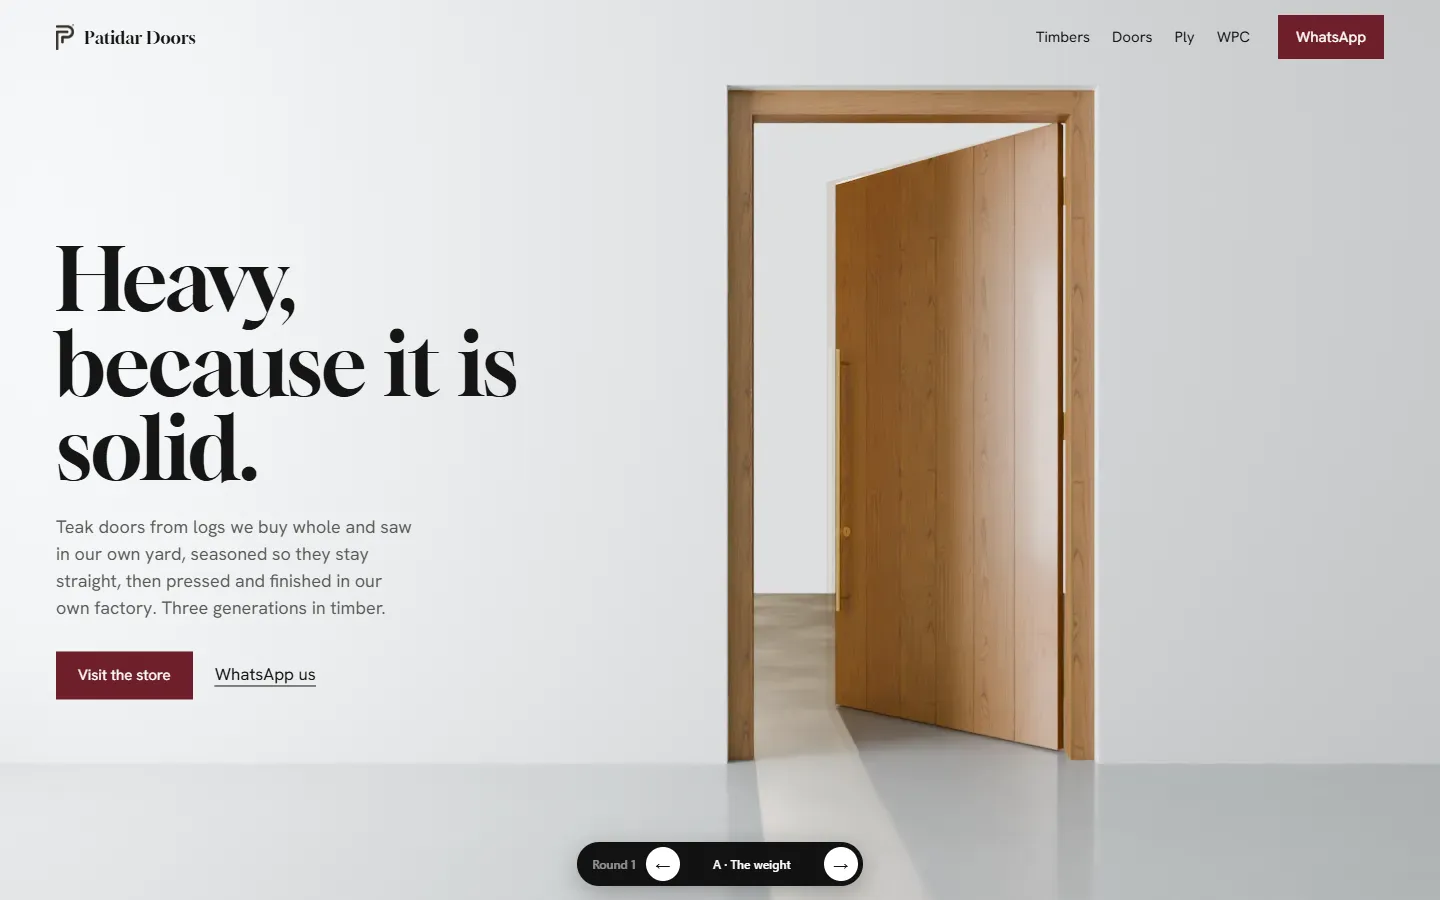 Patidar Doors
Timbers
Doors
Ply
WPC
WhatsApp
Heavy,
because it is
solid.
Teak doors from logs we buy whole and saw
in our own yard, seasoned so they stay
straight, then pressed and finished in our
own factory. Three generations in timber.
Visit the store
WhatsApp us
Round 1
←
A · The weight
→